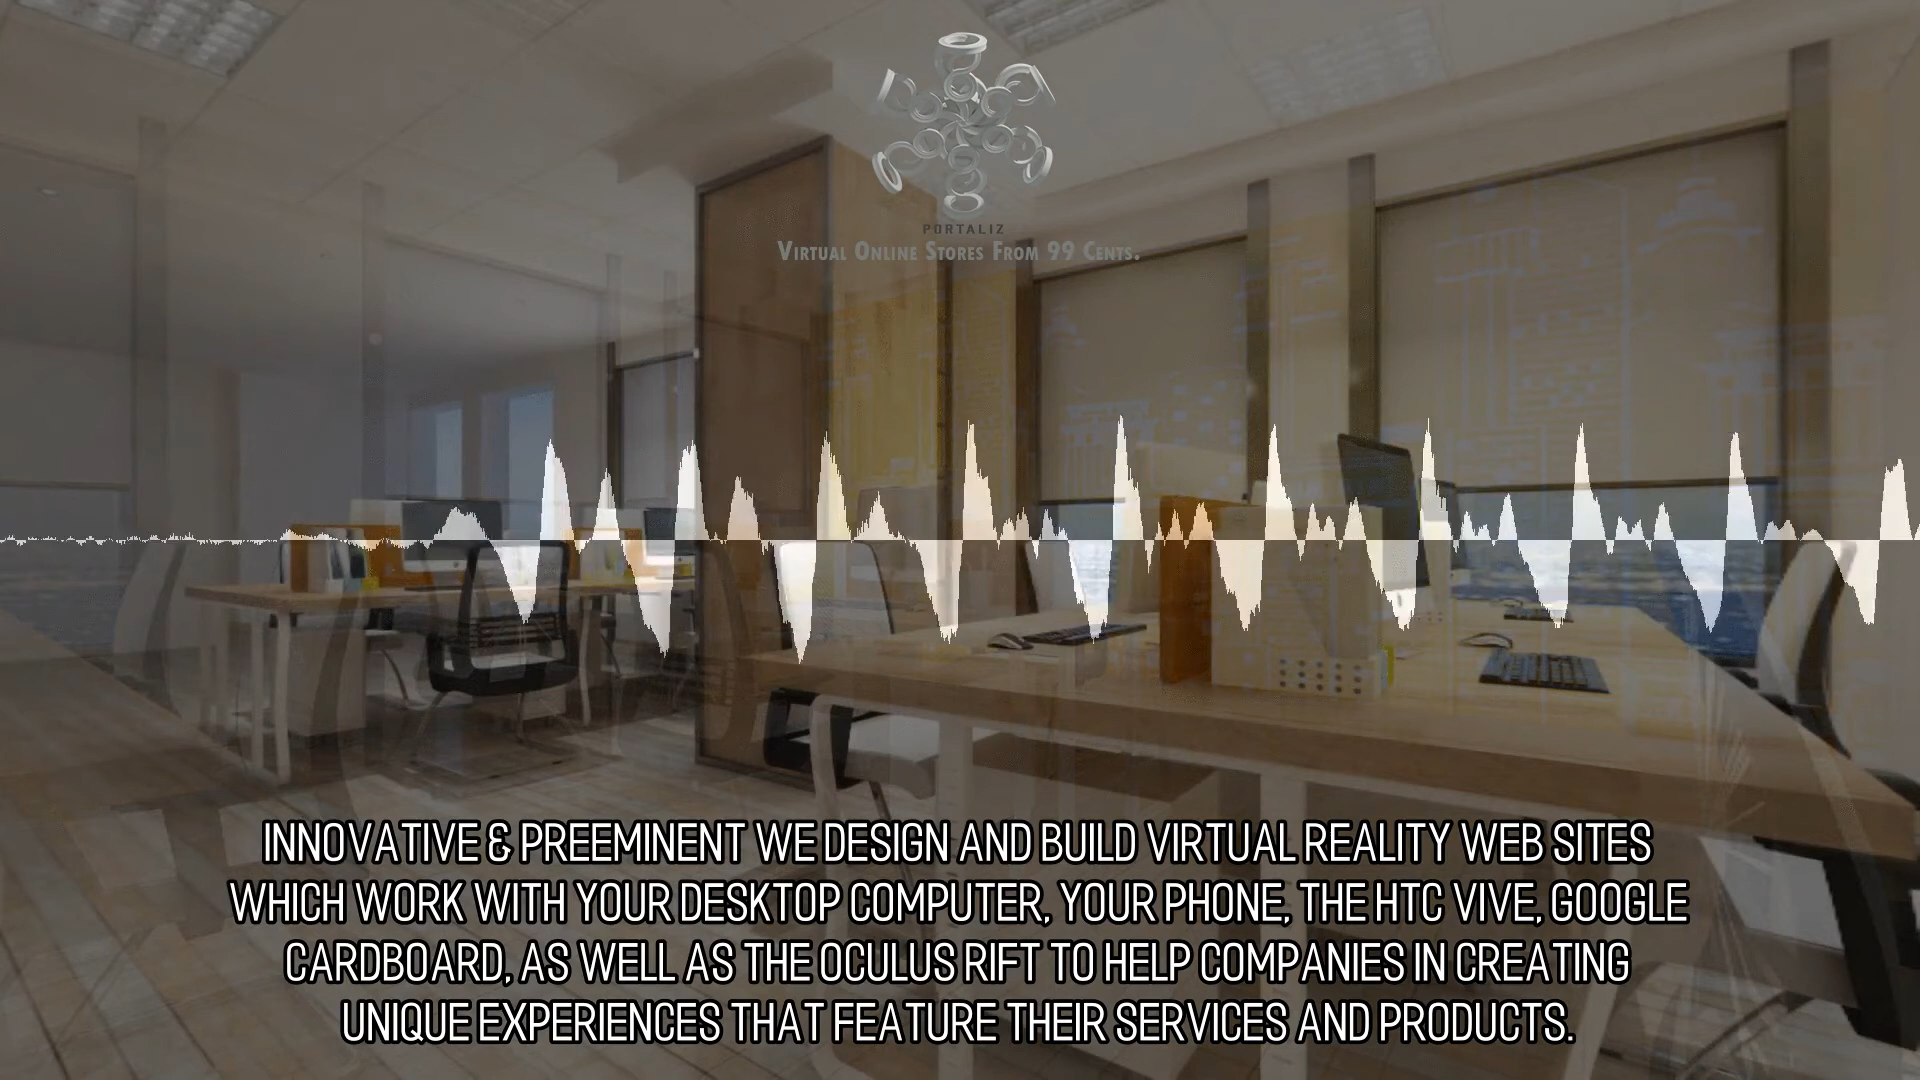 PORTALIZ
Virtual Online Stores From 99 Cents.
INNOVATIVE & PREEMINENT WE DESIGN AND BUILD VIRTUAL REALITY WEB SITES
WHICH WORK WITH YOUR DESKTOP COMPUTER, YOUR PHONE, THE HTC VIVE, GOOGLE
CARDBOARD, AS WELL AS THE OCULUS RIFT TO HELP COMPANIES IN CREATING
UNIQUE EXPERIENCES THAT FEATURE THEIR SERVICES AND PRODUCTS.